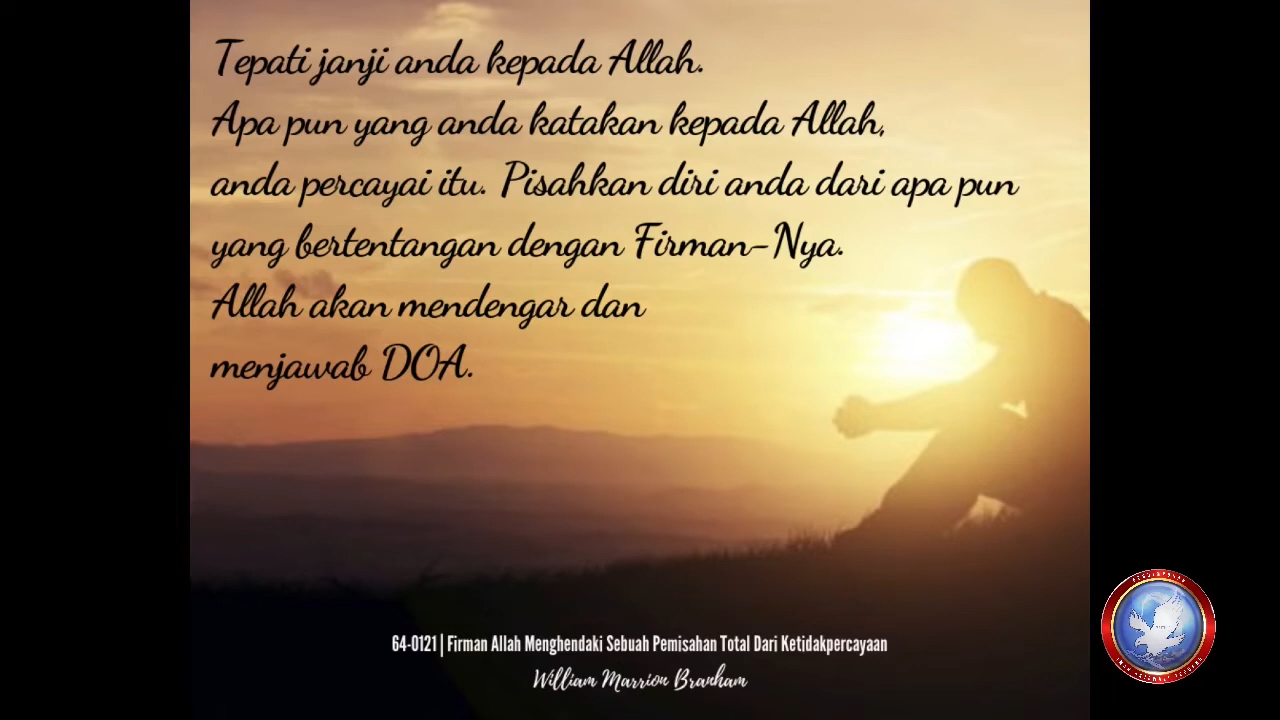 Tepati janji anda kepada Allah.
Apa pun yang anda katakan kepada Allah,
anda percayai itu. Pisahkan diri anda dari apa pun
yang bertentangan dengan Firman-Nya.
Allah akan mendengar dan
menjawab DOA.
64-0121 | Firman Allah Menghendaki Sebuah Pemisahan Total Dari Ketidakpercayaan
William Marrion Branham